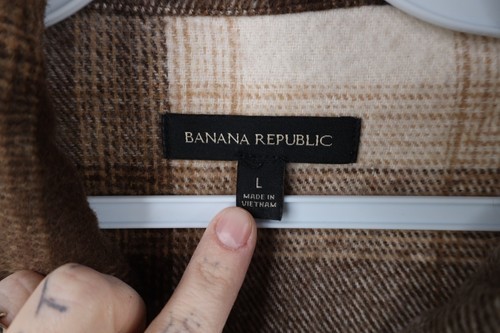 BANANA REPUBLIC
L
MADE IN
VIETNAM